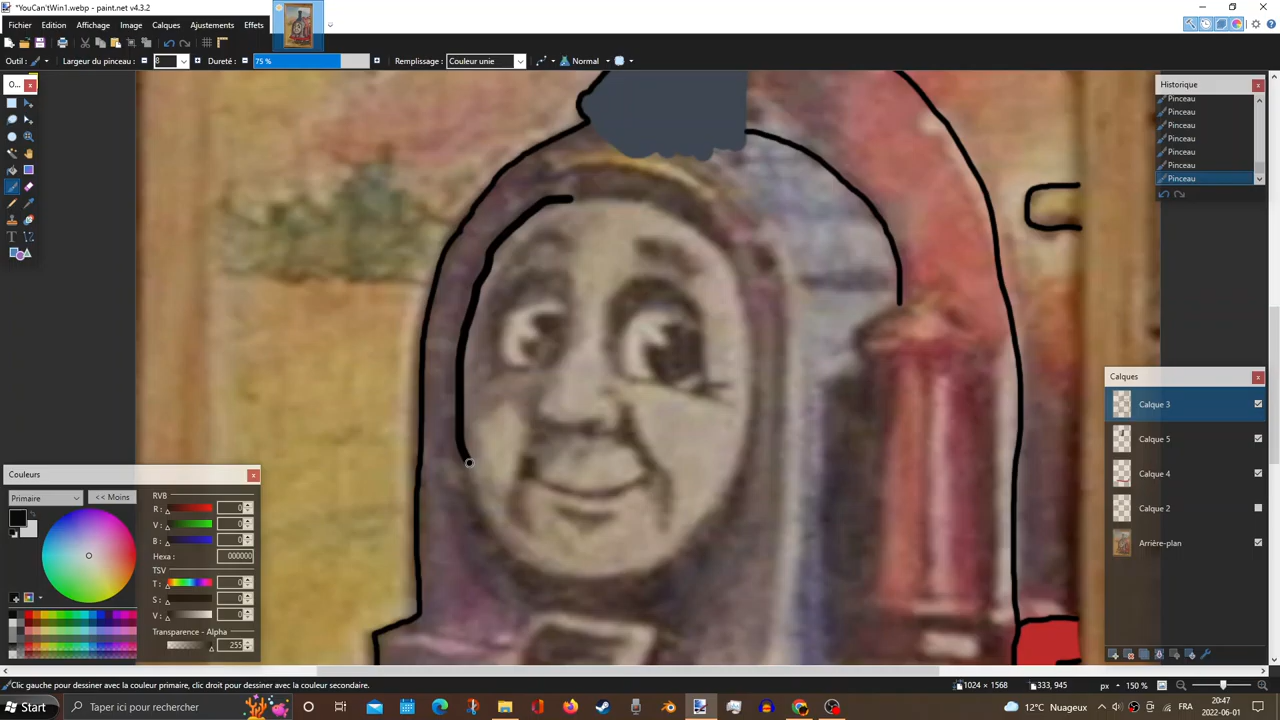 *YouCan'tWin1.webp - paint.net v4.3.2
Fichier Edition Affichage Image Calques Ajustements Effets
Outil : Largeur du pinceau : 8 Dureté : 75 % Remplissage : Couleur unie Normal
O...
Historique
Pinceau
Pinceau
Pinceau
Pinceau
Pinceau
Pinceau
Pinceau
Calques
Calque 3
Calque 5
Calque 4
Calque 2
Arrière-plan
Couleurs
Primaire << Moins RVB
R : 0
V : 0
B : 0
Hexa : 000000
TSV
T : 0
S : 0
V : 0
Transparence - Alpha
255
Clic gauche pour dessiner avec la couleur primaire, clic droit pour dessiner avec la couleur secondaire. 1024 × 1568 333, 945 px 150 %
Start Taper ici pour rechercher 12°C Nuageux FRA 20:47
2022-06-01